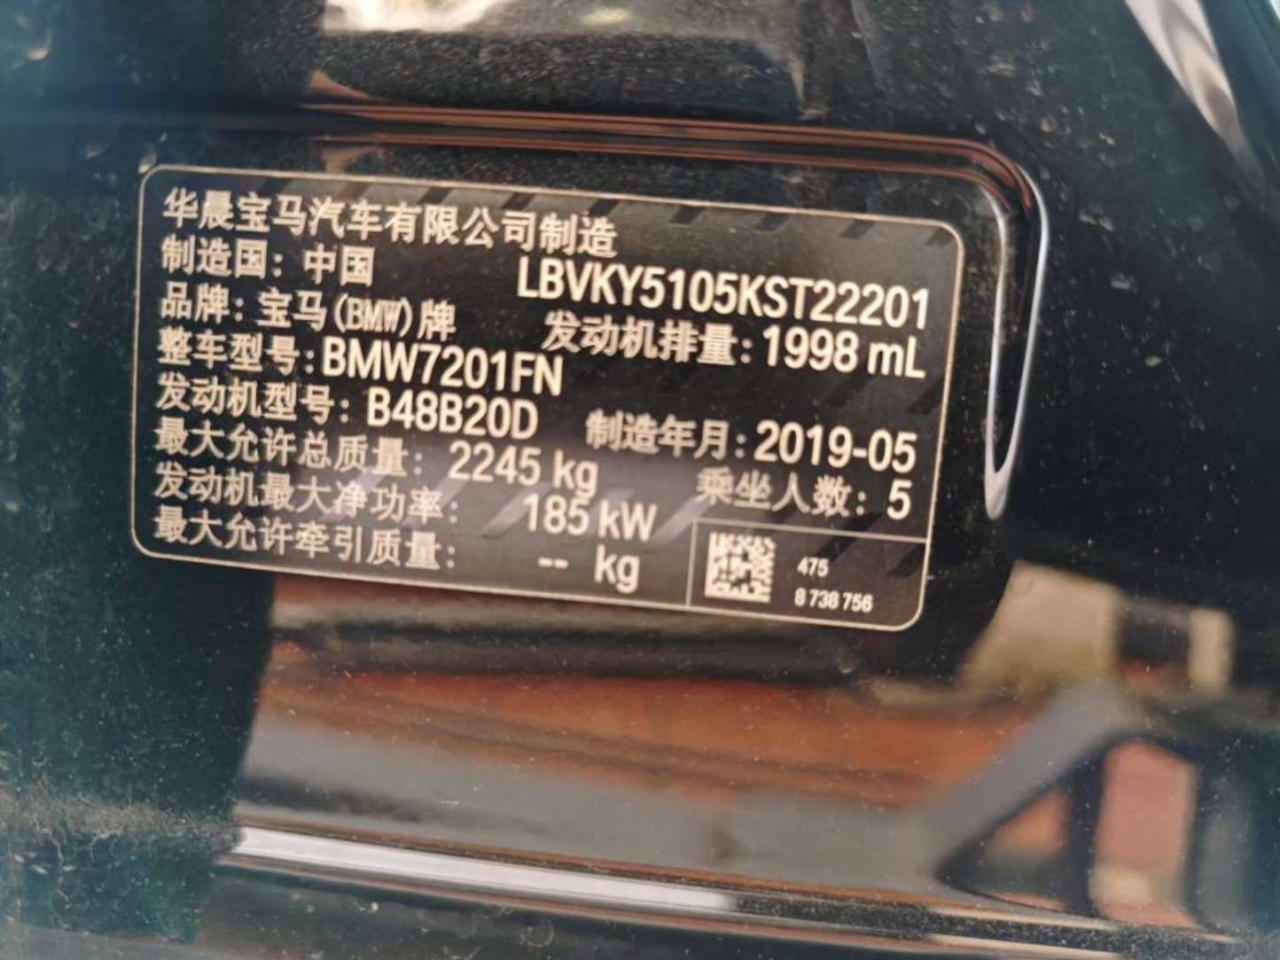 华晨宝马汽车有限公司制造
制造国：中国 LBVKY5105KST22201
品牌：宝马(BMW)牌 发动机排量：1998 mL
整车型号：BMW7201FN
发动机型号：B48B20D 制造年月：2019-05
最大允许总质量：2245 kg 乘坐人数：5
发动机最大净功率：185 kW
最大允许牵引质量：-- kg
475
8 738 756